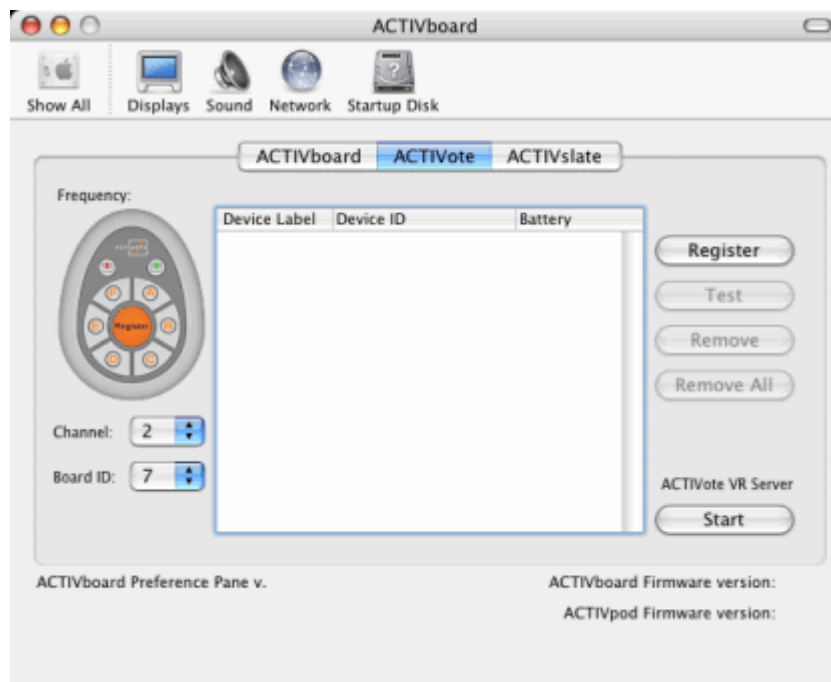 ACTIVboard
Show All Displays Sound Network Startup Disk
ACTIVboard ACTIVote ACTIVslate
Frequency:
Device Label Device ID Battery
Register
Test
Remove
Remove All
A
B
C
D
E
F
Register
Channel: 2
Board ID: 7
ACTIVote VR Server
Start
ACTIVboard Preference Pane v.
ACTIVboard Firmware version:
ACTIVpod Firmware version: